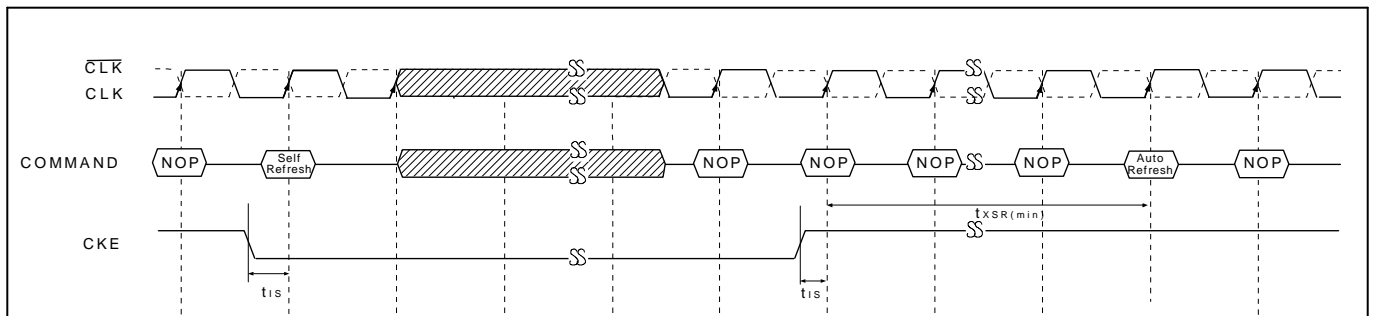 CLK
CLK
COMMAND
NOP
Self Refresh
NOP
NOP
NOP
NOP
Auto Refresh
NOP
tXSR(min)
CKE
tIS
tIS